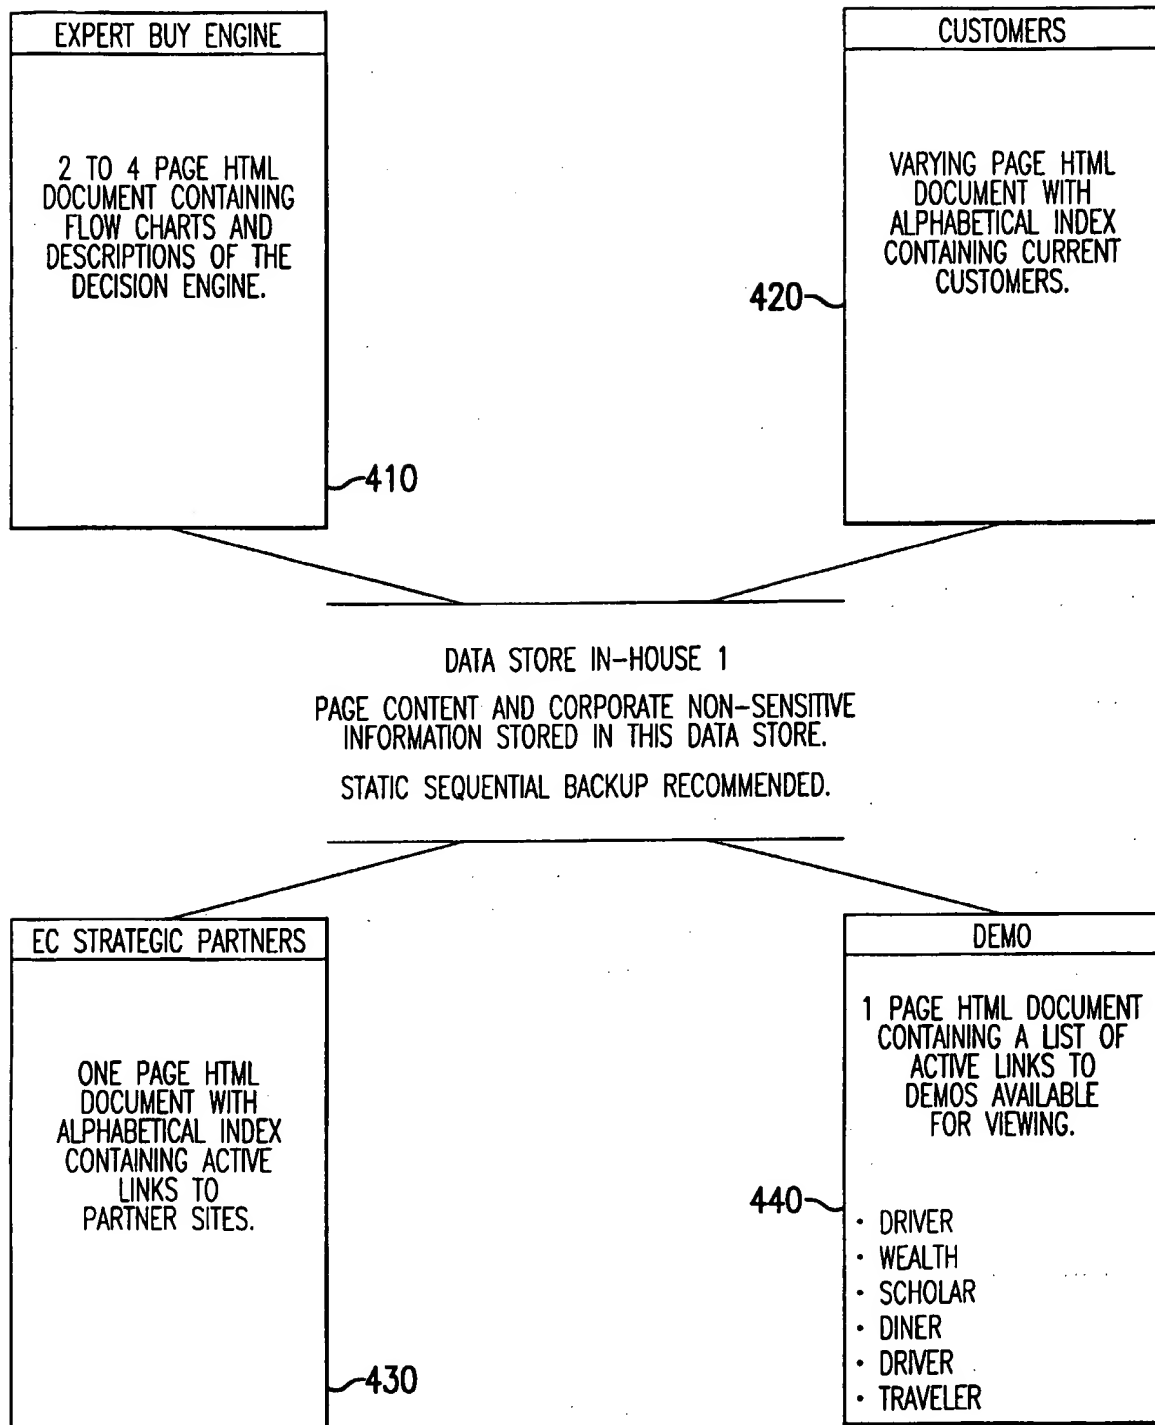 EXPERT BUY ENGINE
2 TO 4 PAGE HTML
DOCUMENT CONTAINING
FLOW CHARTS AND
DESCRIPTIONS OF THE
DECISION ENGINE.
410
CUSTOMERS
VARYING PAGE HTML
DOCUMENT WITH
ALPHABETICAL INDEX
CONTAINING CURRENT
CUSTOMERS.
420
DATA STORE IN-HOUSE 1
PAGE CONTENT AND CORPORATE NON-SENSITIVE
INFORMATION STORED IN THIS DATA STORE.
STATIC SEQUENTIAL BACKUP RECOMMENDED.
EC STRATEGIC PARTNERS
ONE PAGE HTML
DOCUMENT WITH
ALPHABETICAL INDEX
CONTAINING ACTIVE
LINKS TO
PARTNER SITES.
430
DEMO
1 PAGE HTML DOCUMENT
CONTAINING A LIST OF
ACTIVE LINKS TO
DEMOS AVAILABLE
FOR VIEWING.
440
• DRIVER
• WEALTH
• SCHOLAR
• DINER
• DRIVER
• TRAVELER